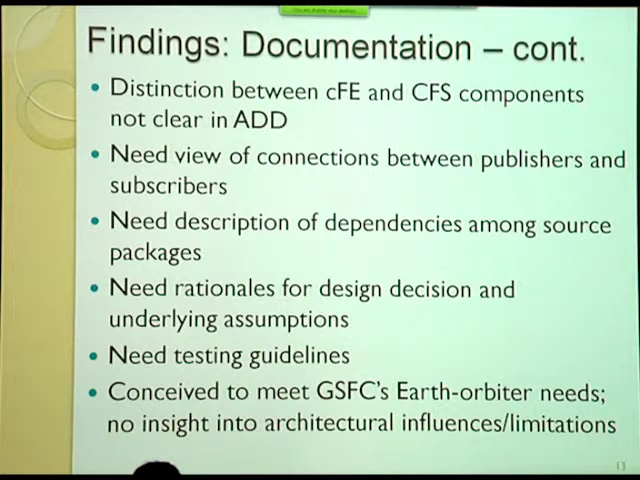 Findings: Documentation – cont.
• Distinction between cFE and CFS components
not clear in ADD
• Need view of connections between publishers and
subscribers
• Need description of dependencies among source
packages
• Need rationales for design decision and
underlying assumptions
• Need testing guidelines
• Conceived to meet GSFC's Earth-orbiter needs;
no insight into architectural influences/limitations
13